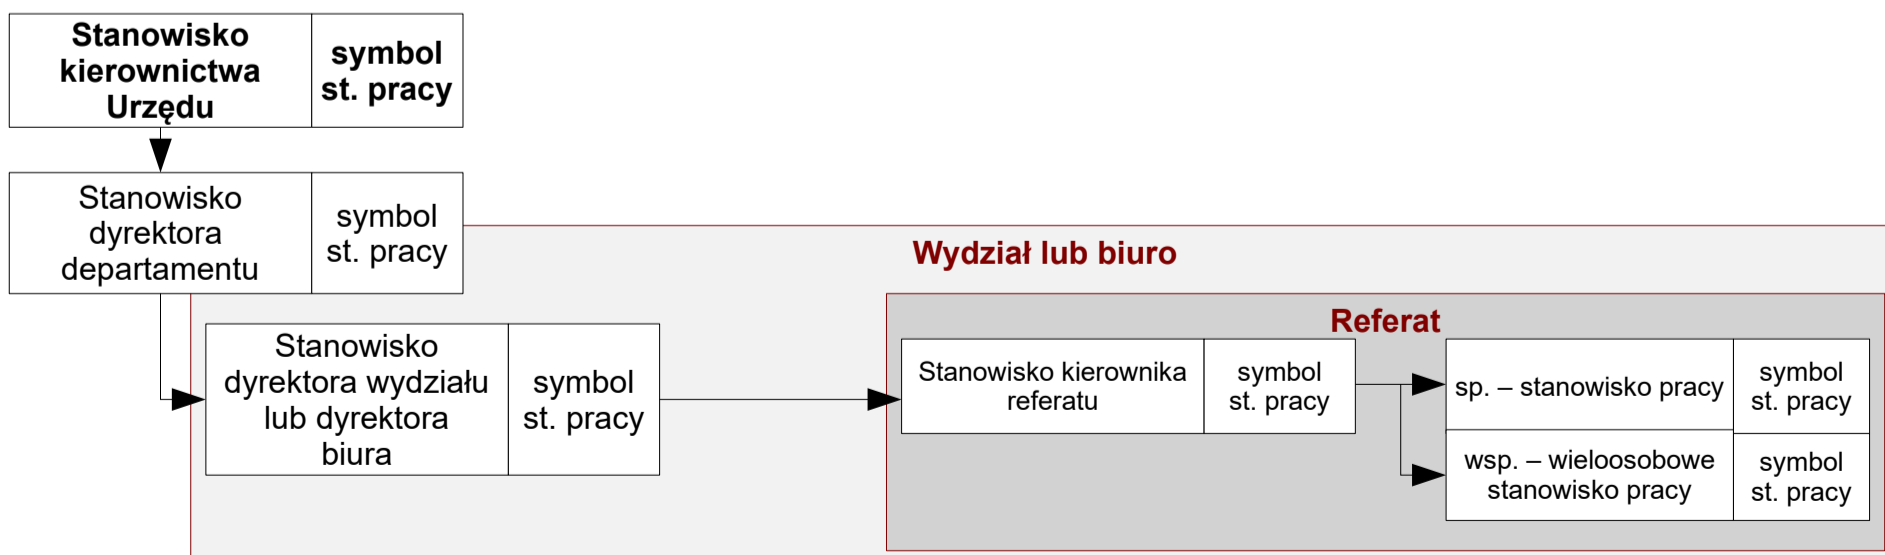 Stanowisko
kierownictwa
Urzędu
symbol
st. pracy
Stanowisko
dyrektora
departamentu
symbol
st. pracy
Wydział lub biuro
Referat
Stanowisko
dyrektora wydziału
lub dyrektora
biura
symbol
st. pracy
Stanowisko kierownika
referatu
symbol
st. pracy
sp. – stanowisko pracy
symbol
st. pracy
wsp. – wieloosobowe
stanowisko pracy
symbol
st. pracy